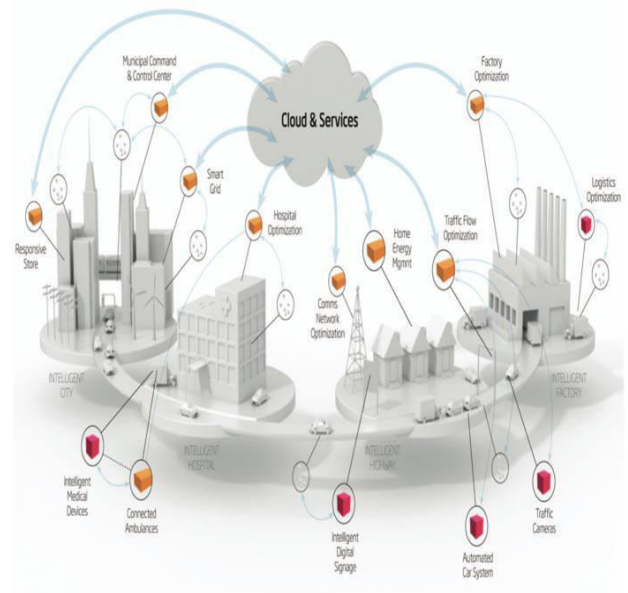 Municipal Command
& Control Center
Factory
Optimization
Cloud & Services
Smart
Grid
Logistics
Optimization
Hospital
Optimization
Home
Energy
Mgmnt
Traffic Flow
Optimization
Responsive
Store
Comms
Network
Optimization
INTELLIGENT
CITY
INTELLIGENT
FACTORY
INTELLIGENT
HOSPITAL
INTELLIGENT
HIGHWAY
Intelligent
Medical
Devices
Connected
Ambulances
Intelligent
Digital
Signage
Automated
Car System
Traffic
Cameras